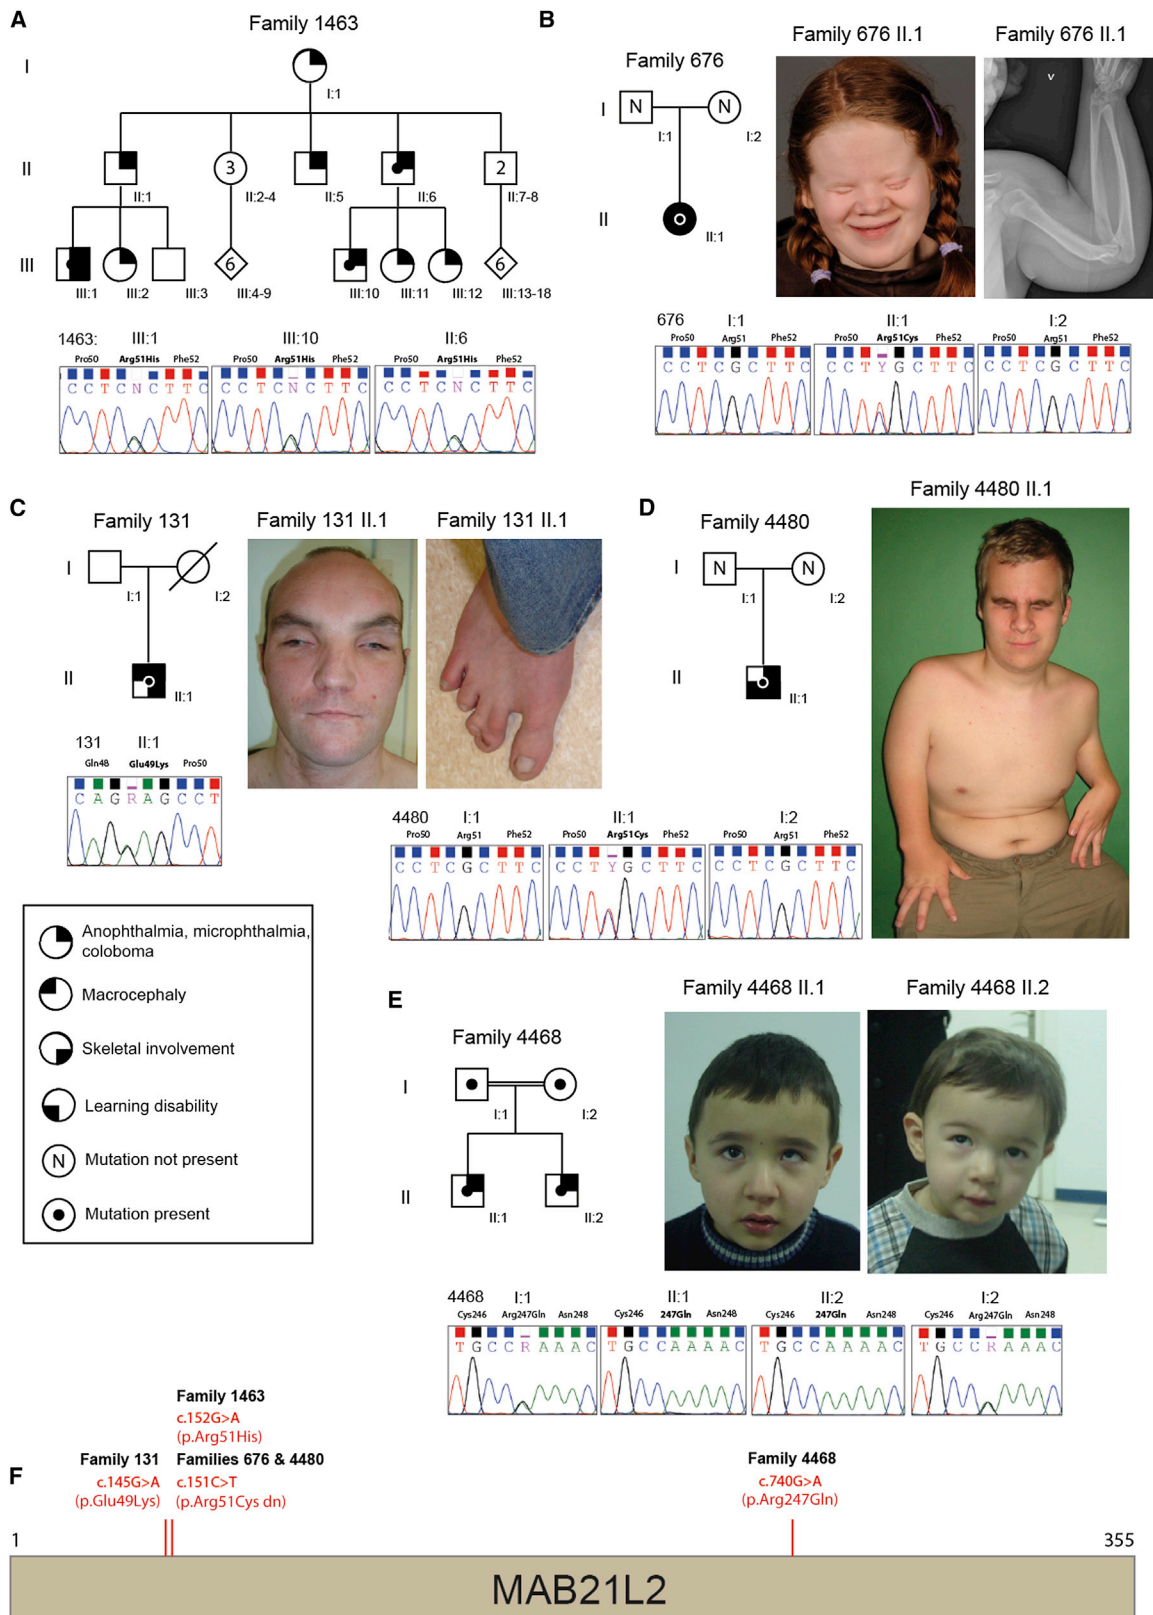 A
Family 1463
I
I:1
II
3
2
II:1
II:2-4
II:5
II:6
II:7-8
III
6
6
III:1
III:2
III:3
III:4-9
III:10
III:11
III:12
III:13-18
1463:
III:1
III:10
II:6
Pro50 Arg51His Phe52
Pro50 Arg51His Phe52
Pro50 Arg51His Phe52
C C T C N C T T C
C C T C N C T T C
C C T C N C T T C
B
Family 676
Family 676 II.1
Family 676 II.1
I
N
N
I:1
I:2
II
II:1
v
676
I:1
II:1
I:2
Pro50 Arg51 Phe52
Pro50 Arg51Cys Phe52
Pro50 Arg51 Phe52
C C T C G C T T C
C C T Y G C T T C
C C T C G C T T C
C
Family 131
Family 131 II.1
Family 131 II.1
I
I:1
I:2
II
II:1
131
II:1
Gln48 Glu49Lys Pro50
C A G R A G C C T
D
Family 4480
Family 4480 II.1
I
N
N
I:1
I:2
II
II:1
4480
I:1
II:1
I:2
Pro50 Arg51 Phe52
Pro50 Arg51Cys Phe52
Pro50 Arg51 Phe52
C C T C G C T T C
C C T Y G C T T C
C C T C G C T T C
Anophthalmia, microphthalmia,
coloboma
Macrocephaly
Skeletal involvement
Learning disability
N
Mutation not present
Mutation present
E
Family 4468
Family 4468 II.1
Family 4468 II.2
I
I:1
I:2
II
II:1
II:2
4468
I:1
II:1
II:2
I:2
Cys246 Arg247Gln Asn248
Cys246 247Gln Asn248
Cys246 247Gln Asn248
Cys246 Arg247Gln Asn248
T G C C R A A A C
T G C C A A A A C
T G C C A A A A C
T G C C R A A A C
F
Family 1463
c.152G>A
(p.Arg51His)
Family 131
c.145G>A
(p.Glu49Lys)
Families 676 & 4480
c.151C>T
(p.Arg51Cys dn)
Family 4468
c.740G>A
(p.Arg247Gln)
1
355
MAB21L2